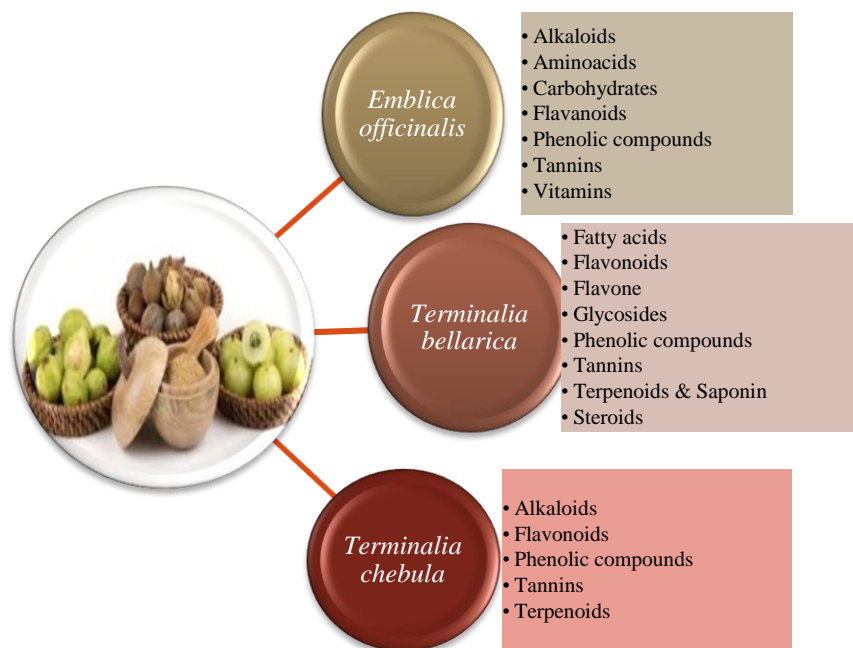 Emblica
officinalis
• Alkaloids
• Aminoacids
• Carbohydrates
• Flavanoids
• Phenolic compounds
• Tannins
• Vitamins
Terminalia
bellarica
• Fatty acids
• Flavonoids
• Flavone
• Glycosides
• Phenolic compounds
• Tannins
• Terpenoids & Saponin
• Steroids
Terminalia
chebula
• Alkaloids
• Flavonoids
• Phenolic compounds
• Tannins
• Terpenoids